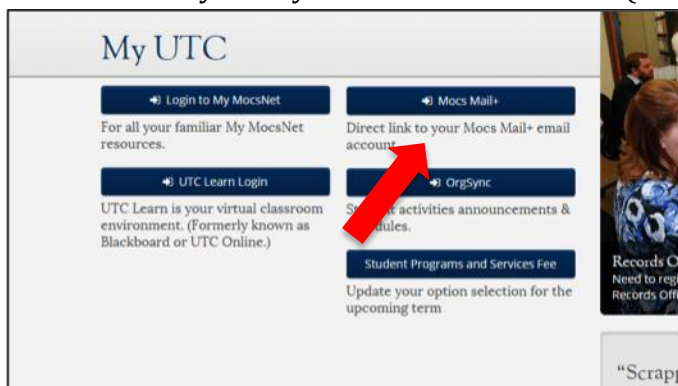 My UTC
Login to My MocsNet
For all your familiar My MocsNet
resources.
UTC Learn Login
UTC Learn is your virtual classroom
environment. (Formerly known as
Blackboard or UTC Online.)
Mocs Mail+
Direct link to your Mocs Mail+ email
account
OrgSync
activities announcements &
Student Programs and Services Fee
Update your option selection for the
upcoming term
Records O
Need to regi
Records Offi
"Scrapp